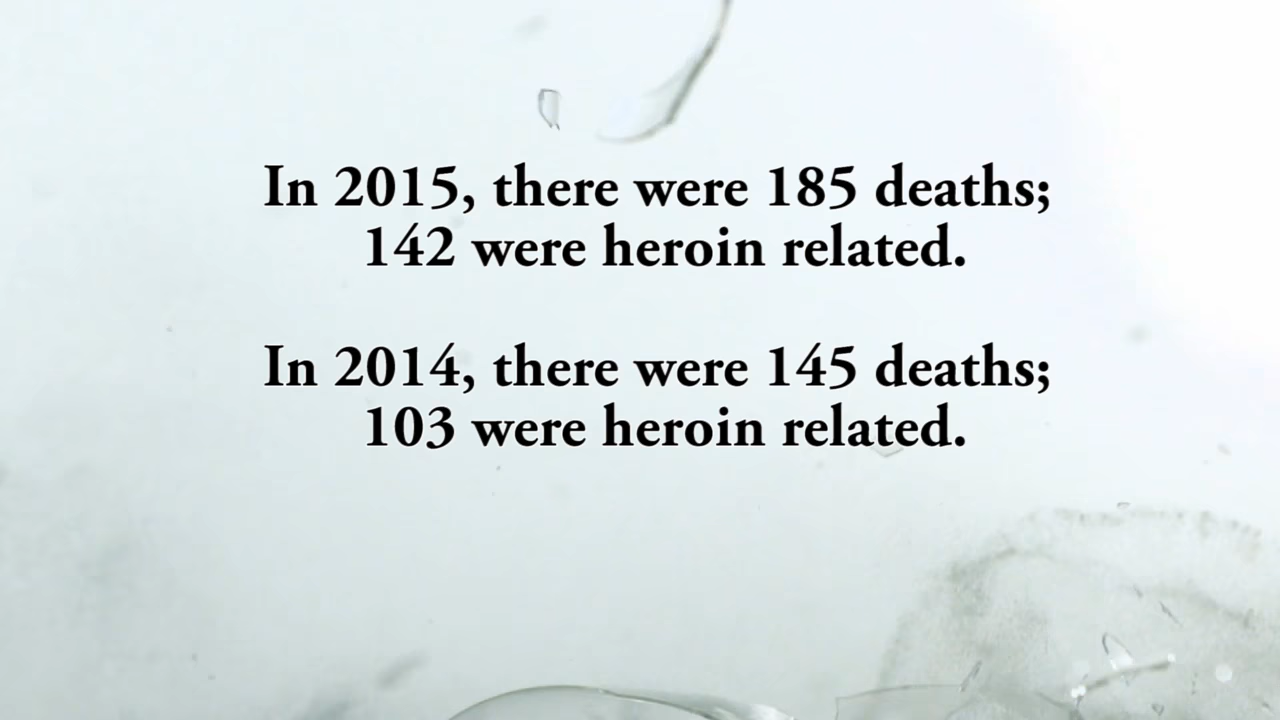 In 2015, there were 185 deaths;
142 were heroin related.
In 2014, there were 145 deaths;
103 were heroin related.